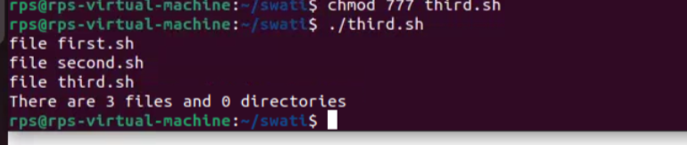 rps@rps-virtual-machine:~/swati$ chmod 777 third.sh
rps@rps-virtual-machine:~/swati$ ./third.sh
file first.sh
file second.sh
file third.sh
There are 3 files and 0 directories
rps@rps-virtual-machine:~/swati$